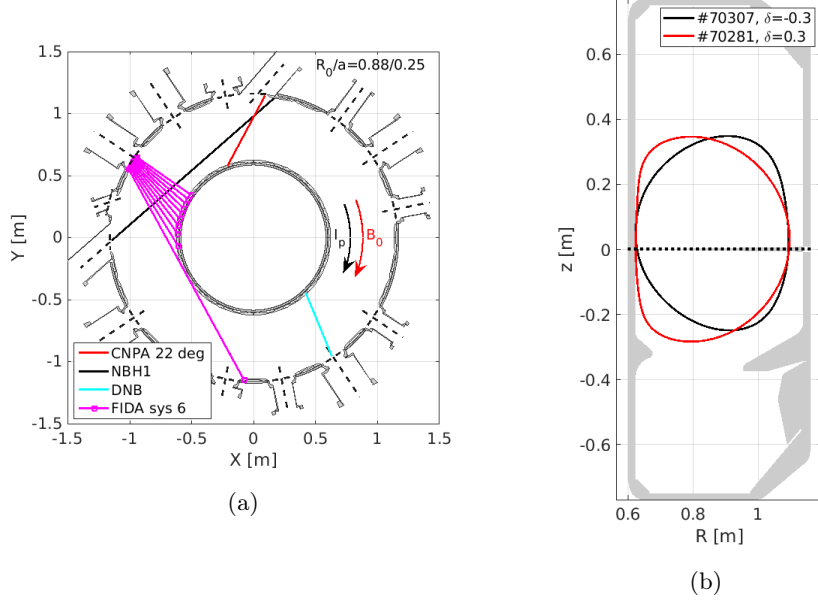 R0/a=0.88/0.25
Ip
B0
CNPA 22 deg
NBH1
DNB
FIDA sys 6
1.5
1
0.5
0
-0.5
-1
-1.5
Y [m]
-1.5
-1
-0.5
0
0.5
1
1.5
X [m]
(a)
#70307, δ=-0.3
#70281, δ=0.3
0.6
0.4
0.2
0
-0.2
-0.4
-0.6
z [m]
0.6
0.8
1
R [m]
(b)